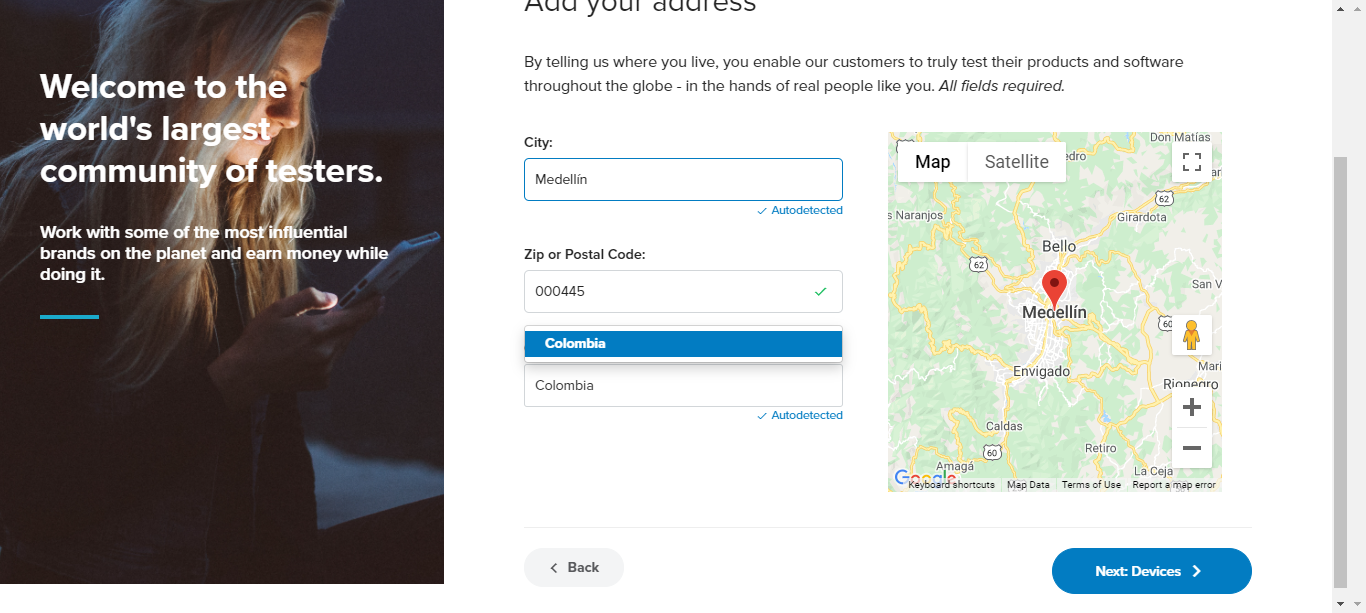 Add your address
Welcome to the
world's largest
community of testers.
Work with some of the most influential
brands on the planet and earn money while
doing it.
By telling us where you live, you enable our customers to truly test their products and software
throughout the globe - in the hands of real people like you. All fields required.
City:
Medellín
Autodetected
Zip or Postal Code:
000445
Colombia
Colombia
Autodetected
Map
Satellite
Don Matías
62
Girardota
Bello
62
Medellín
60
Envigado
Rionegro
Caldas
60
Retiro
Amagá
La Ceja
Google
Keyboard shortcuts
Map Data
Terms of Use
Report a map error
Back
Next: Devices